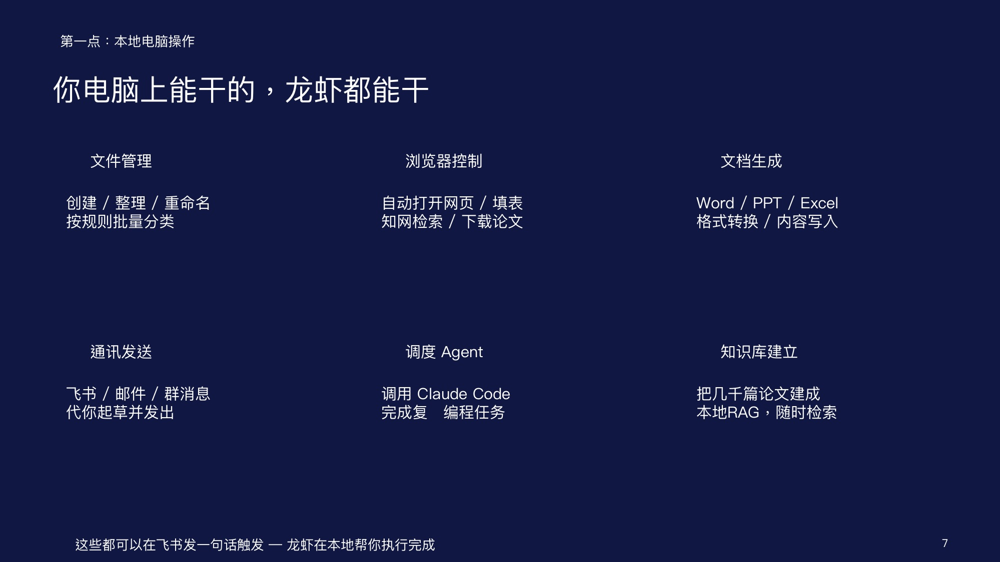 第一点：本地电脑操作
你电脑上能干的，龙虾都能干
文件管理
创建 / 整理 / 重命名
按规则批量分类
浏览器控制
自动打开网页 / 填表
知网检索 / 下载论文
文档生成
Word / PPT / Excel
格式转换 / 内容写入
通讯发送
飞书 / 邮件 / 群消息
代你起草并发出
调度 Agent
调用 Claude Code
完成复　编程任务
知识库建立
把几千篇论文建成
本地RAG，随时检索
这些都可以在飞书发一句话触发 — 龙虾在本地帮你执行完成
7